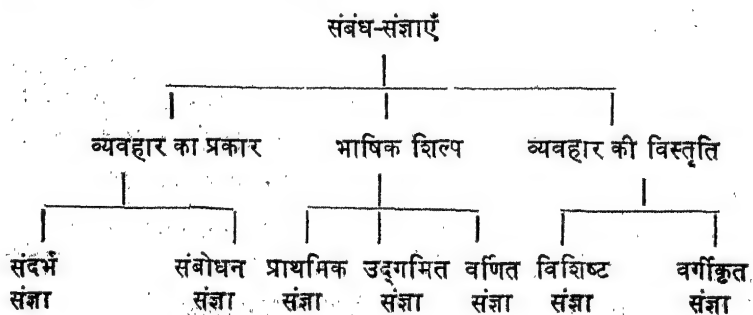 संबंध-संज्ञाएँ
व्यवहार का प्रकार भाषिक शिल्प व्यवहार की विस्तृति
संदर्भ संबोधन प्राथमिक उद्गमित वर्णित विशिष्ट वर्गीकृत
संज्ञा संज्ञा संज्ञा संज्ञा संज्ञा संज्ञा संज्ञा